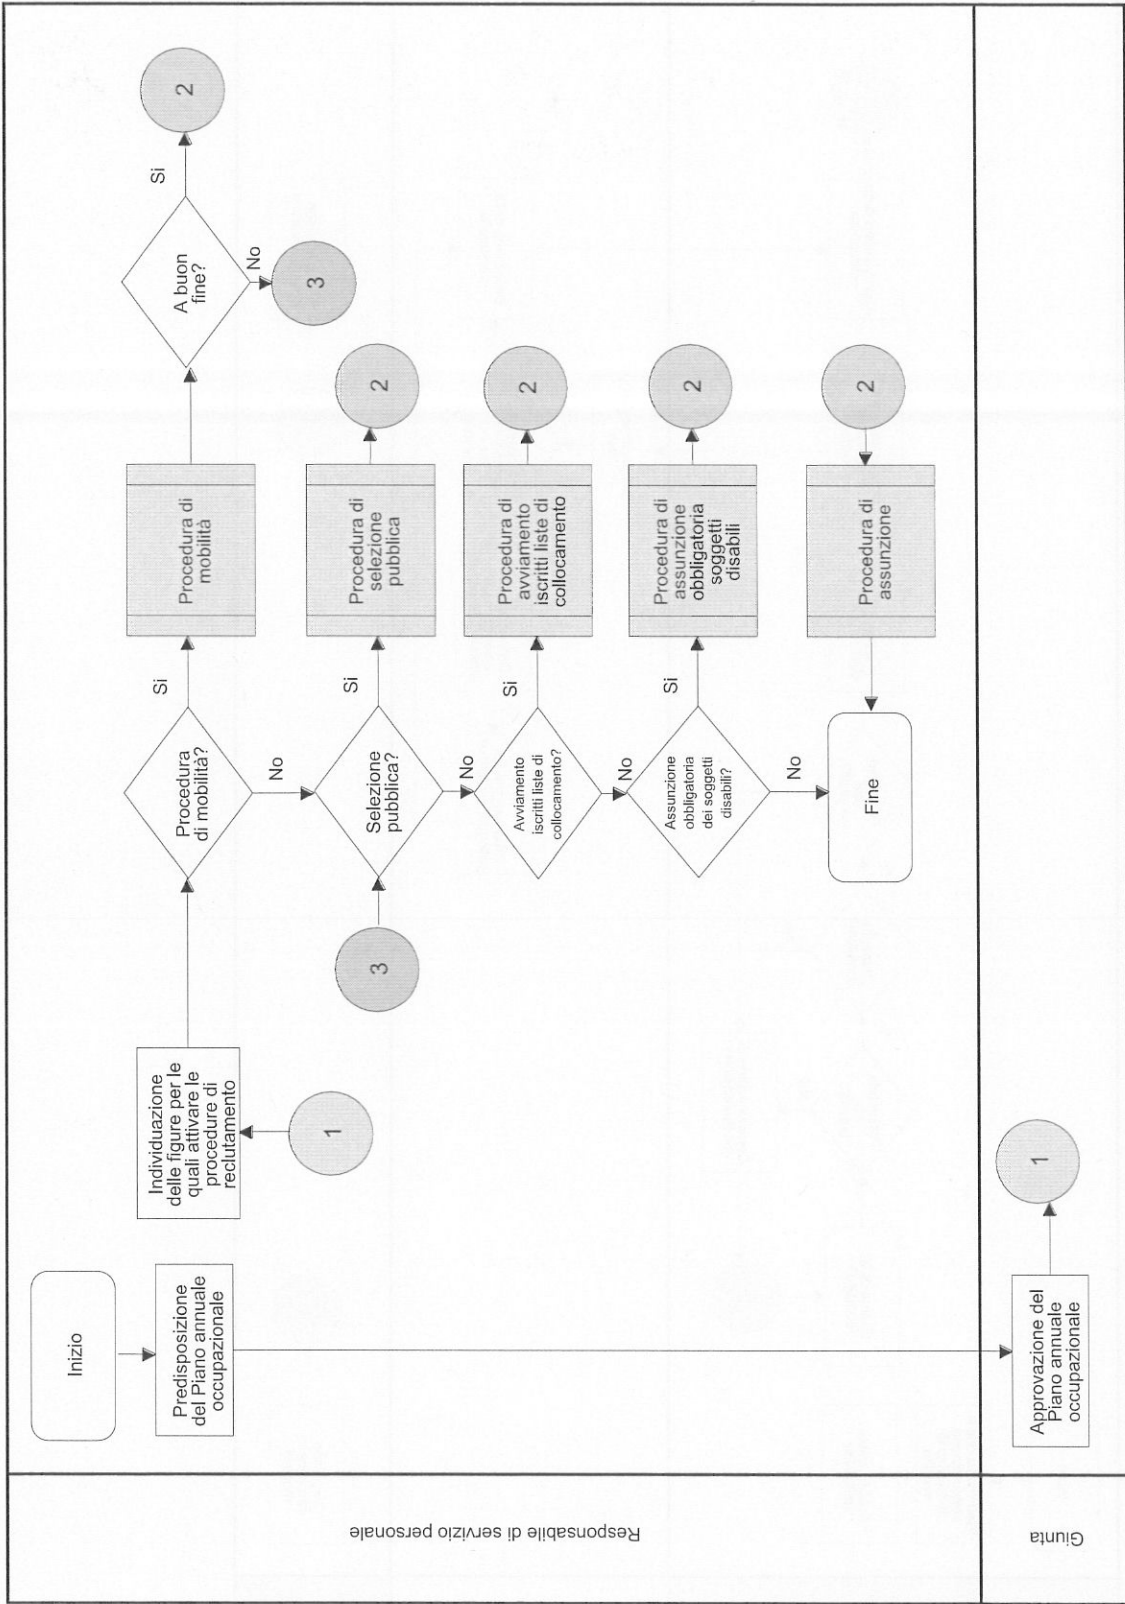 Responsabile di servizio personale
Inizio
Predisposizione
del Piano annuale
occupazionale
Individuazione
delle figure per le
quali attivare le
procedure di
reclutamento
1
Procedura
di mobilità?
Si
No
Procedura di
mobilità
A buon
fine?
Si
2
No
3
3
Selezione
pubblica?
Si
No
Procedura di
selezione
pubblica
2
Avviamento
iscritti liste di
collocamento?
Si
No
Procedura di
avviamento
iscritti liste di
collocamento
2
Assunzione
obbligatoria
dei soggetti
disabili?
Si
No
Procedura di
assunzione
obbligatoria
soggetti
disabili
2
Fine
Procedura di
assunzione
2
Giunta
Approvazione del
Piano annuale
occupazionale
1